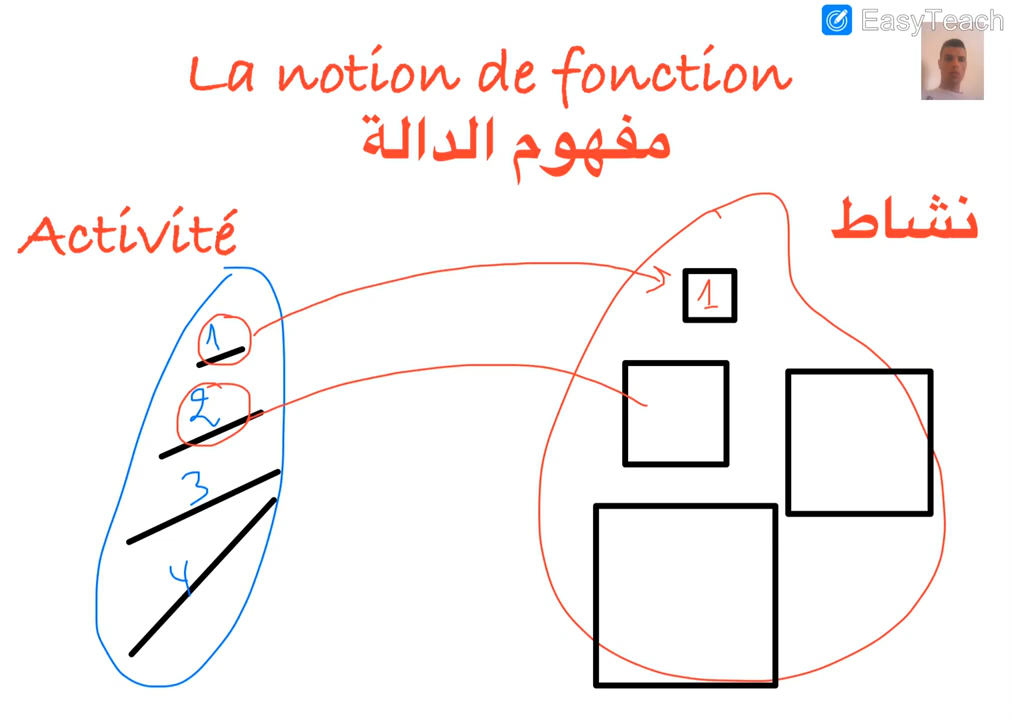 EasyTeach
La notion de fonction
مفهوم الدالة
Activité
نشاط
1
1
2
3
4